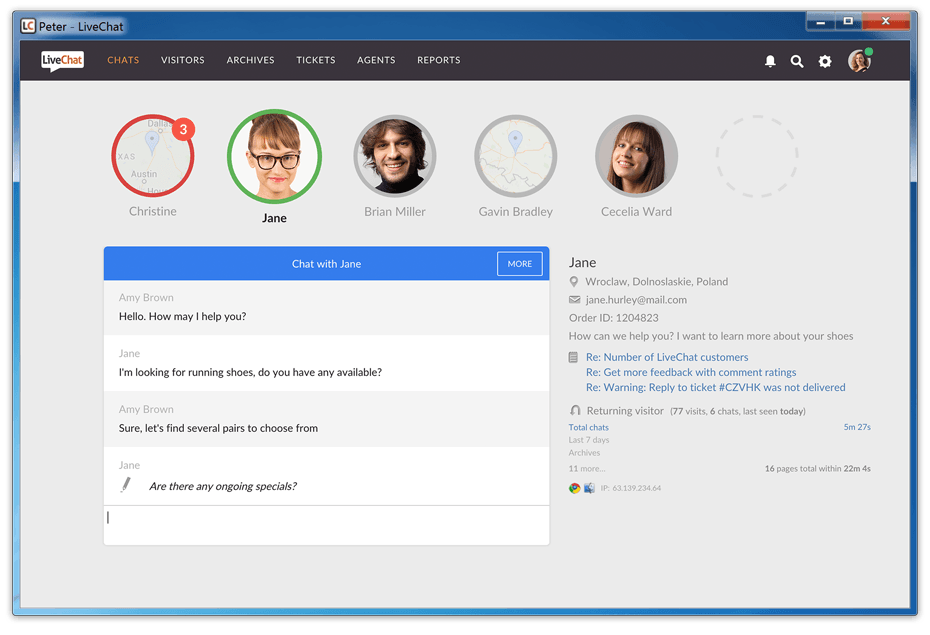 LC Peter - LiveChat
LiveChat CHATS VISITORS ARCHIVES TICKETS AGENTS REPORTS
3
Dallas
Austin
Christine
Jane
Brian Miller
Gavin Bradley
Cecelia Ward
Chat with Jane
MORE
Amy Brown
Hello. How may I help you?
Jane
I'm looking for running shoes, do you have any available?
Amy Brown
Sure, let's find several pairs to choose from
Jane
Are there any ongoing specials?
Jane
Wroclaw, Dolnoslaskie, Poland
jane.hurley@mail.com
Order ID: 1204823
How can we help you? I want to learn more about your shoes
Re: Number of LiveChat customers
Re: Get more feedback with comment ratings
Re: Warning: Reply to ticket #CZVHK was not delivered
Returning visitor (77 visits, 6 chats, last seen today)
Total chats 5m 27s
Last 7 days
Archives
11 more... 16 pages total within 22m 4s
IP: 63.139.234.64